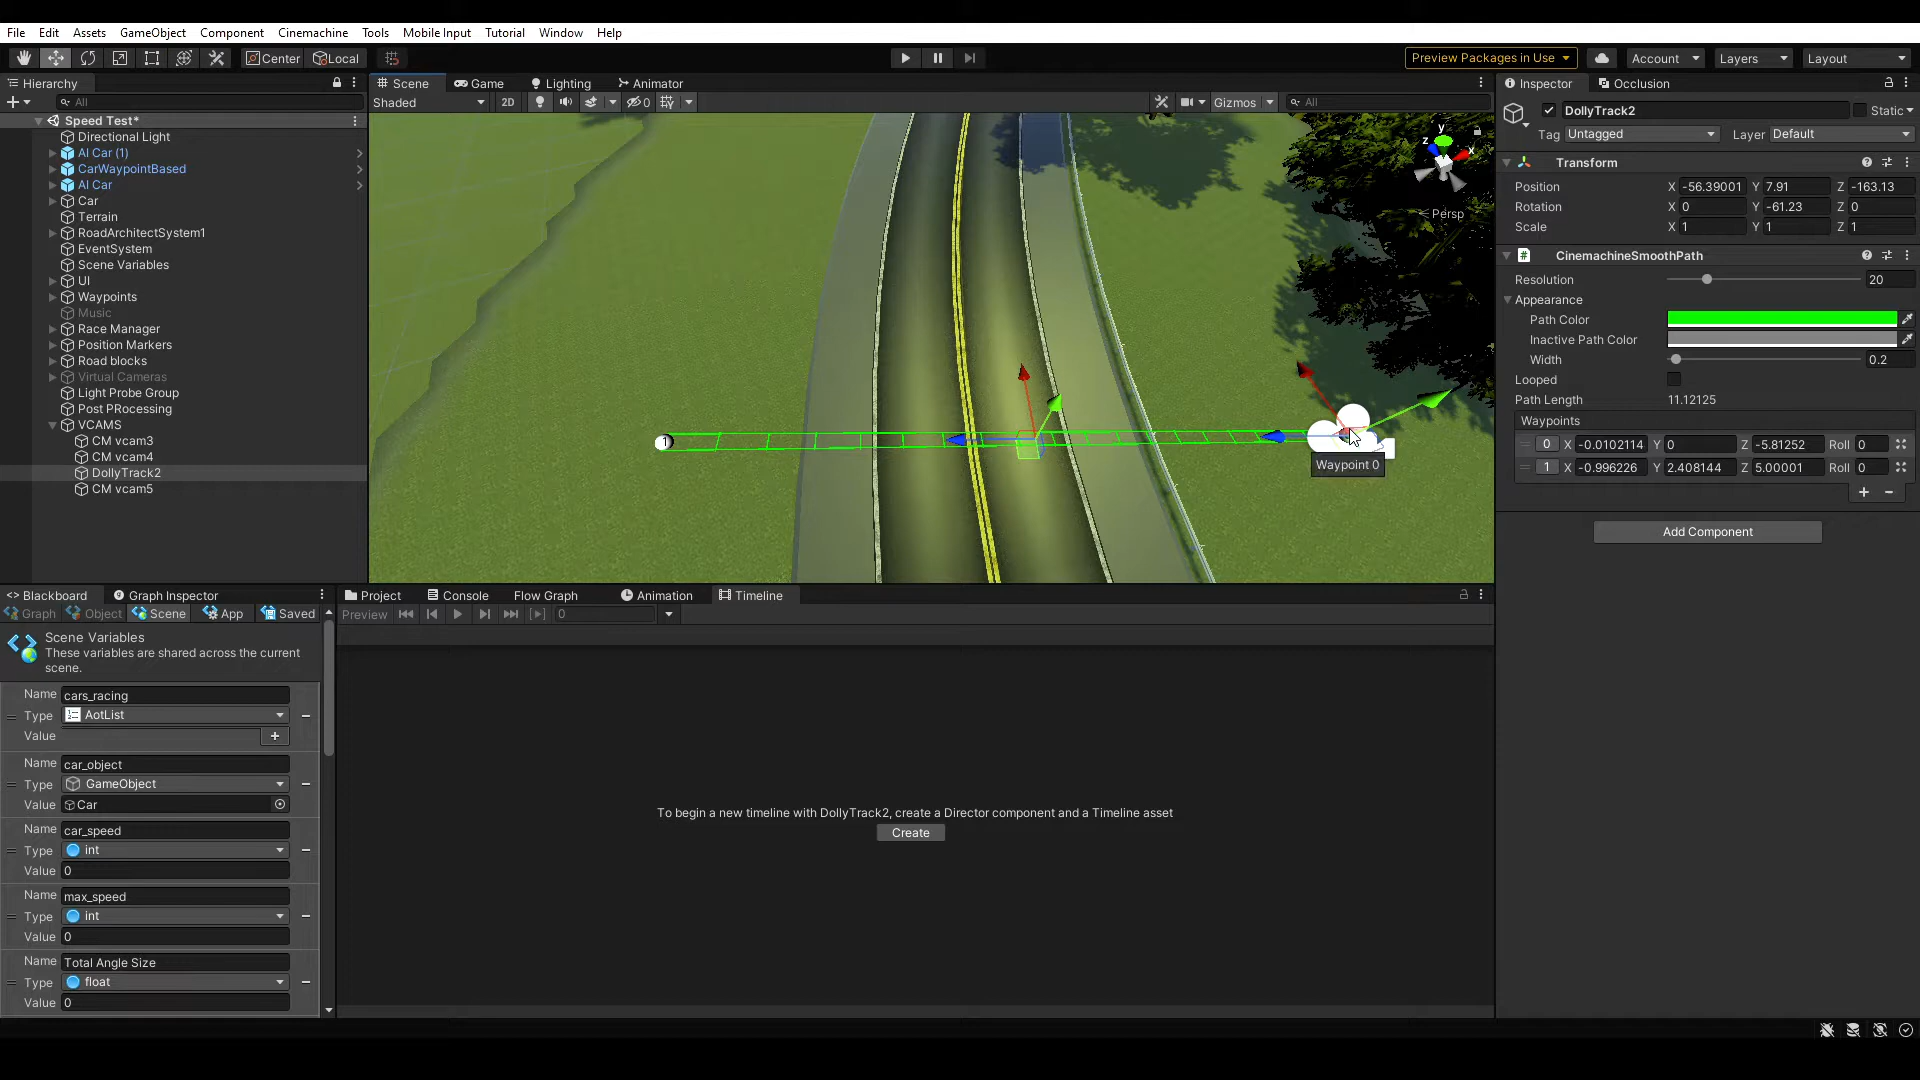 File Edit Assets GameObject Component Cinemachine Tools Mobile Input Tutorial Window Help
Center Local Preview Packages in Use Account Layers Layout
Hierarchy
All
Speed Test*
Directional Light
AI Car (1)
CarWaypointBased
AI Car
Car
Terrain
RoadArchitectSystem1
EventSystem
Scene Variables
UI
Waypoints
Music
Race Manager
Position Markers
Road blocks
Virtual Cameras
Light Probe Group
Post PRocessing
VCAMS
CM vcam3
CM vcam4
DollyTrack2
CM vcam5
Scene Game Lighting Animator
Shaded 2D 0 Gizmos All
y
z x
Persp
1
Waypoint 0
Inspector Occlusion
DollyTrack2 Static
Tag Untagged Layer Default
Transform
Position X -56.39001 Y 7.91 Z -163.13
Rotation X 0 Y -61.23 Z 0
Scale X 1 Y 1 Z 1
# CinemachineSmoothPath
Resolution 20
Appearance
Path Color
Inactive Path Color
Width 0.2
Looped
Path Length 11.12125
Waypoints
0 X -0.0102114 Y 0 Z -5.81252 Roll 0
1 X -0.996226 Y 2.408144 Z 5.00001 Roll 0
Add Component
<> Blackboard Graph Inspector
Graph Object Scene App Saved
Scene Variables
These variables are shared across the current
scene.
Name cars_racing
Type AotList
Value
Name car_object
Type GameObject
Value Car
Name car_speed
Type int
Value 0
Name max_speed
Type int
Value 0
Name Total Angle Size
Type float
Value 0
Project Console Flow Graph Animation Timeline
Preview 0
To begin a new timeline with DollyTrack2, create a Director component and a Timeline asset
Create